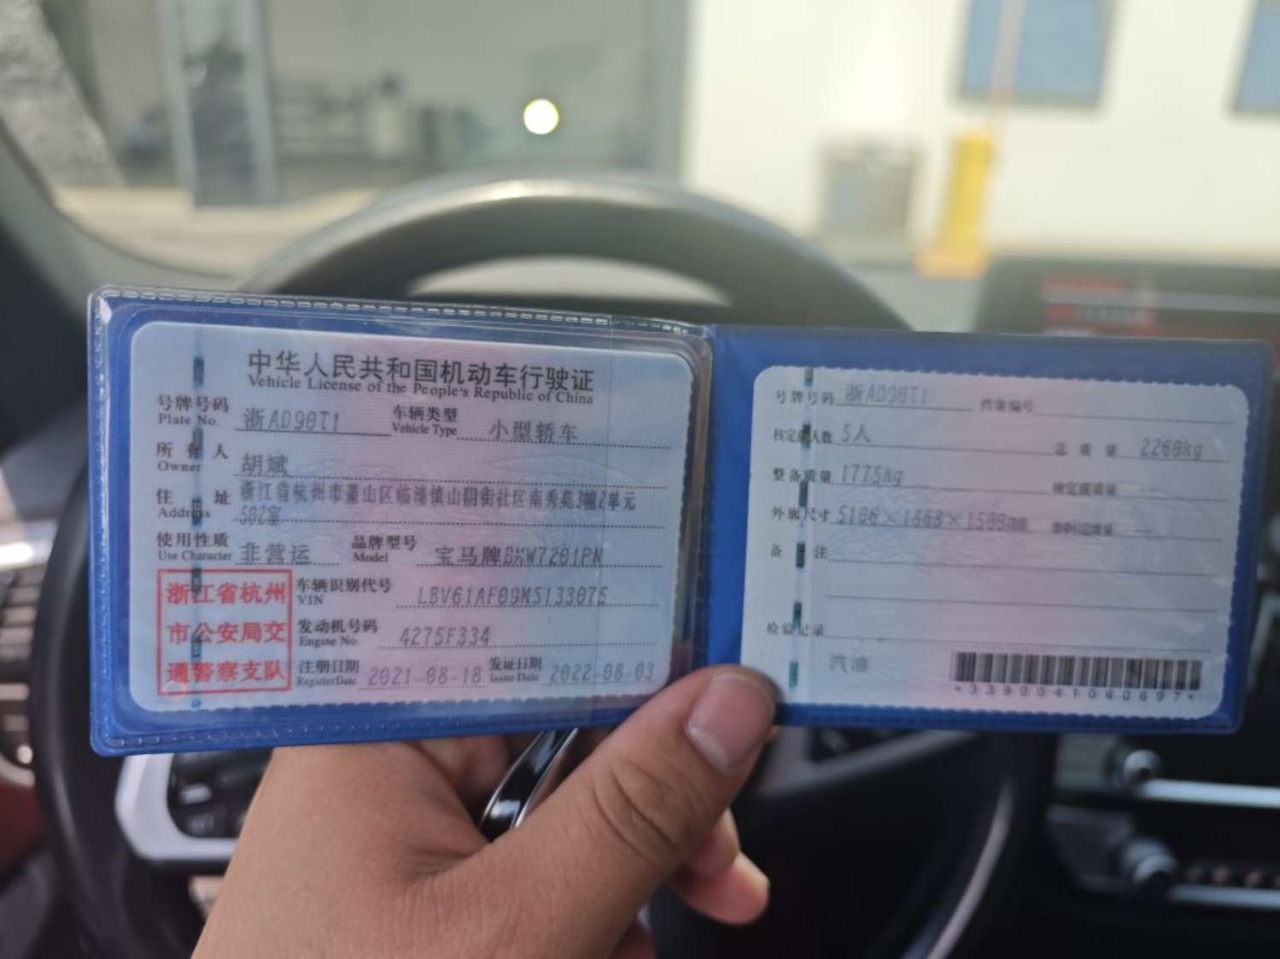 中华人民共和国机动车行驶证
Vehicle License of the People's Republic of China
号牌号码 浙AD90T1 车辆类型 小型轿车
Plate No. Vehicle Type
所有人 胡斌
Owner
住址 浙江省杭州市萧山区临浦镇山阴街社区南秀苑3幢2单元
Address 502室
使用性质 非营运 品牌型号 宝马牌BMW7201PN
Use Character Model
浙江省杭州
市公安局交
通警察支队
车辆识别代号 LBV61AF09MS133075
VIN
发动机号码 4275F334
Engine No.
注册日期 2021-08-18 发证日期 2022-08-03
Register Date Issue Date
号牌号码 浙AD90T1 档案编号
核定载人数 5人 总质量 2260kg
整备质量 1775kg 核定载质量 --
外廓尺寸 5106×1868×1500mm --
备注
检验记录
汽油
*3390041060897*